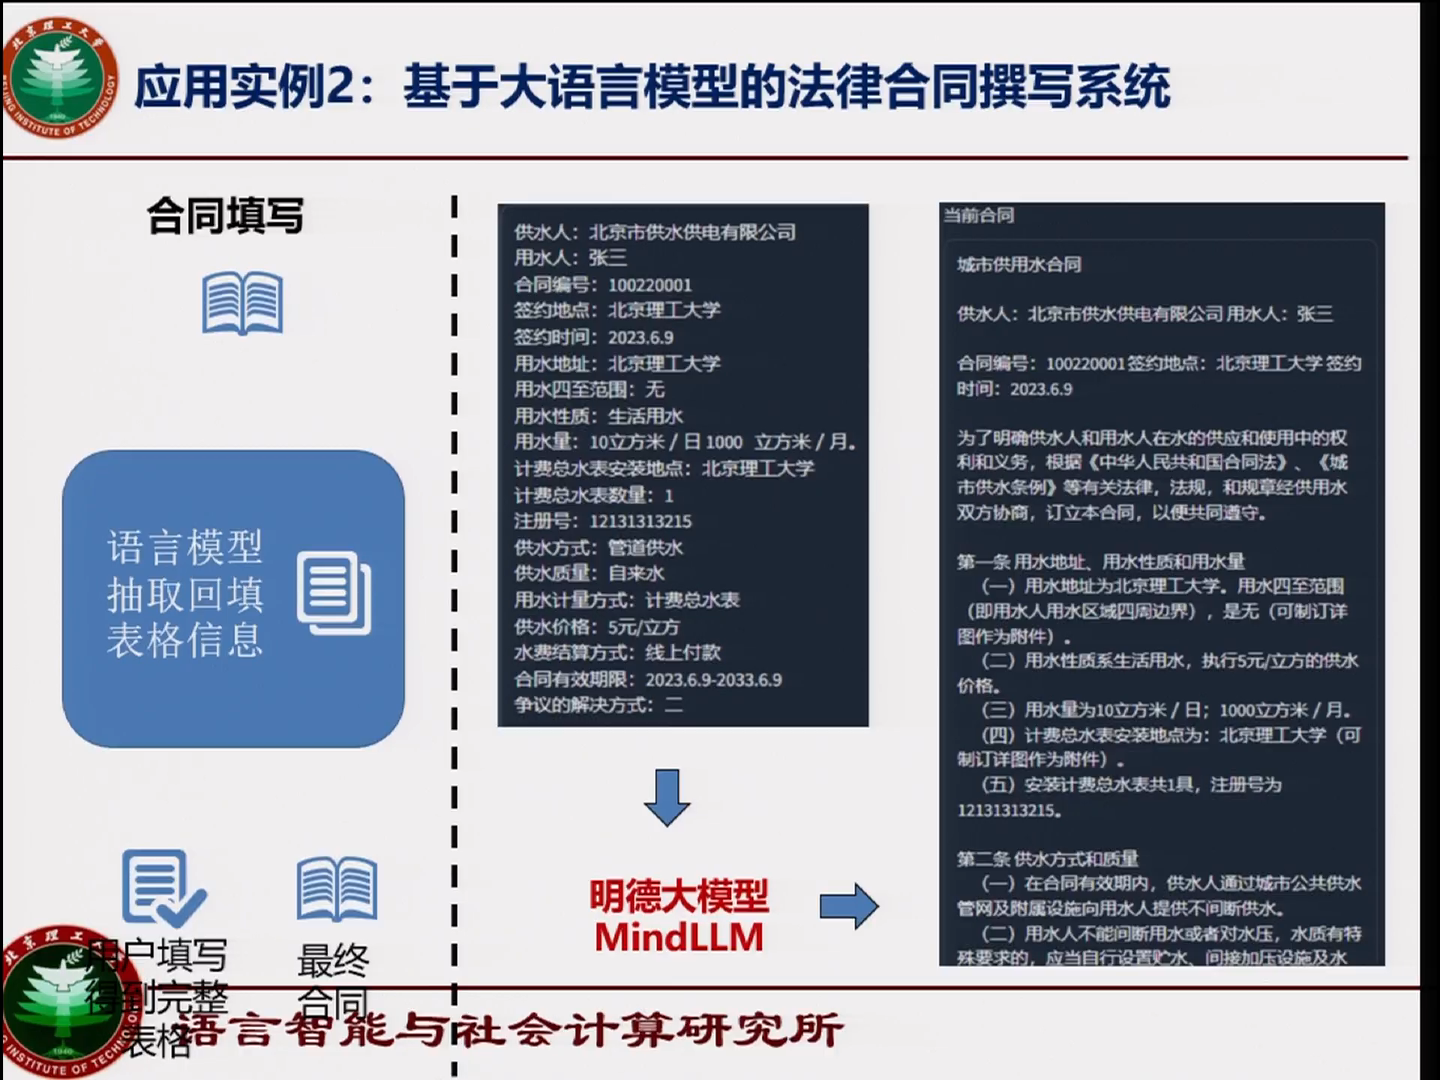 应用实例2：基于大语言模型的法律合同撰写系统
合同填写
语言模型
抽取回填
表格信息
用户填写
得到完整
表格
最终
合同
供水人：北京市供水供电有限公司
用水人：张三
合同编号：100220001
签约地点：北京理工大学
签约时间：2023.6.9
用水地址：北京理工大学
用水四至范围：无
用水性质：生活用水
用水量：10立方米 / 日 1000 立方米 / 月。
计费总水表安装地点：北京理工大学
计费总水表数量：1
注册号：12131313215
供水方式：管道供水
供水质量：自来水
用水计量方式：计费总水表
供水价格：5元/立方
水费结算方式：线上付款
合同有效期限：2023.6.9-2033.6.9
争议的解决方式：二
明德大模型
MindLLM
当前合同
城市供用水合同
供水人：北京市供水供电有限公司 用水人：张三
合同编号：100220001 签约地点：北京理工大学 签约
时间：2023.6.9
为了明确供水人和用水人在水的供应和使用中的权
利和义务，根据《中华人民共和国合同法》、《城
市供水条例》等有关法律，法规，和规章经供用水
双方协商，订立本合同，以便共同遵守。
第一条 用水地址、用水性质和用水量
（一）用水地址为北京理工大学。用水四至范围
（即用水人用水区域四周边界），是无（可制订详
图作为附件）。
（二）用水性质系生活用水，执行5元/立方的供水
价格。
（三）用水量为10立方米 / 日；1000立方米 / 月。
（四）计费总水表安装地点为：北京理工大学（可
制订详图作为附件）。
（五）安装计费总水表共1具，注册号为
12131313215。
第二条 供水方式和质量
（一）在合同有效期内，供水人通过城市公共供水
管网及附属设施向用水人提供不间断供水。
（二）用水人不能间断用水或者对水压，水质有特
殊要求的，应当自行设置贮水、间接加压设施及水
语言智能与社会计算研究所
北京理工大学
BEIJING INSTITUTE OF TECHNOLOGY
1940